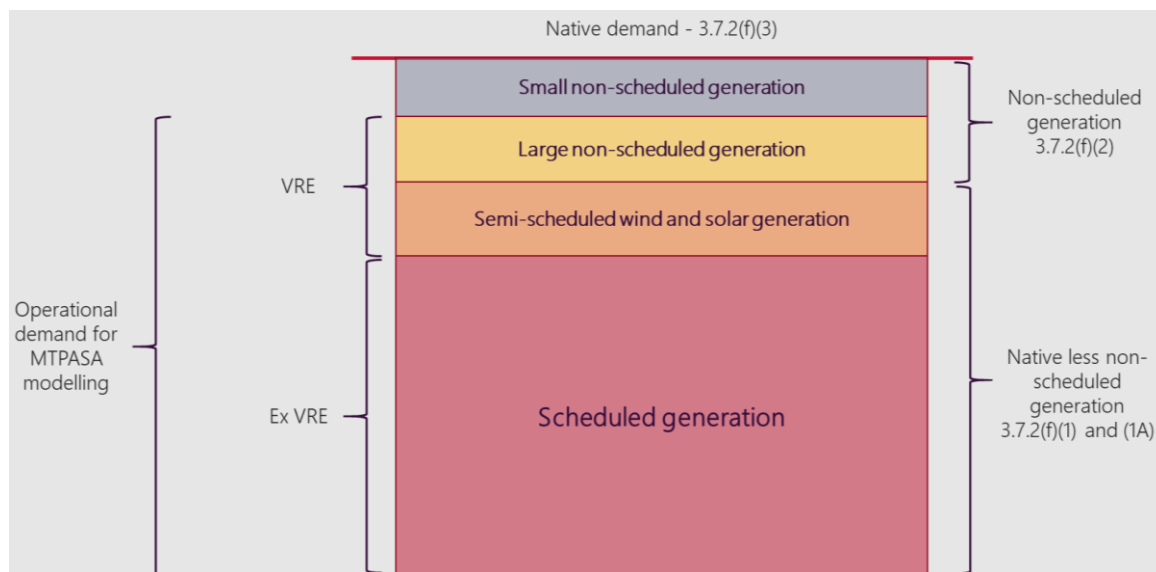 Native demand - 3.7.2(f)(3)
Small non-scheduled generation
Non-scheduled
generation
3.7.2(f)(2)
Large non-scheduled generation
VRE
Semi-scheduled wind and solar generation
Operational
demand for
MTPASA
modelling
Native less non-
scheduled
generation
3.7.2(f)(1) and (1A)
Ex VRE
Scheduled generation